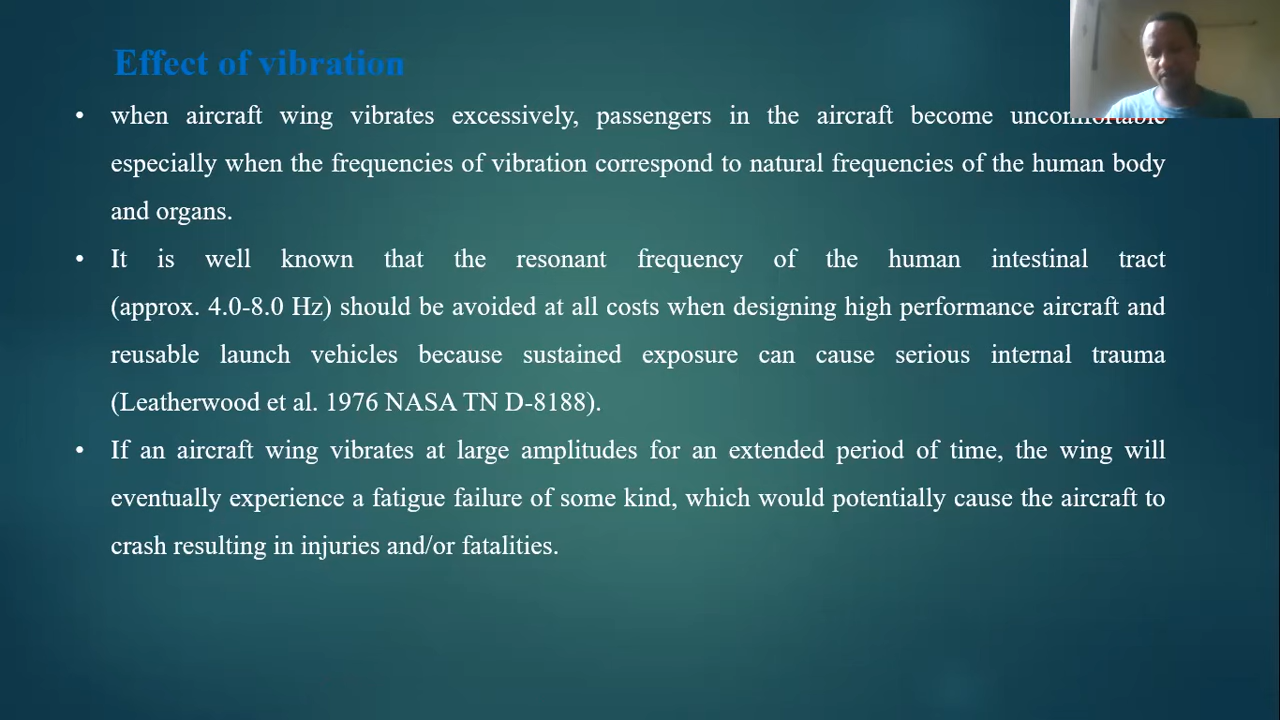 Effect of vibration
• when aircraft wing vibrates excessively, passengers in the aircraft become uncomfortable
especially when the frequencies of vibration correspond to natural frequencies of the human body
and organs.
• It is well known that the resonant frequency of the human intestinal tract
(approx. 4.0-8.0 Hz) should be avoided at all costs when designing high performance aircraft and
reusable launch vehicles because sustained exposure can cause serious internal trauma
(Leatherwood et al. 1976 NASA TN D-8188).
• If an aircraft wing vibrates at large amplitudes for an extended period of time, the wing will
eventually experience a fatigue failure of some kind, which would potentially cause the aircraft to
crash resulting in injuries and/or fatalities.